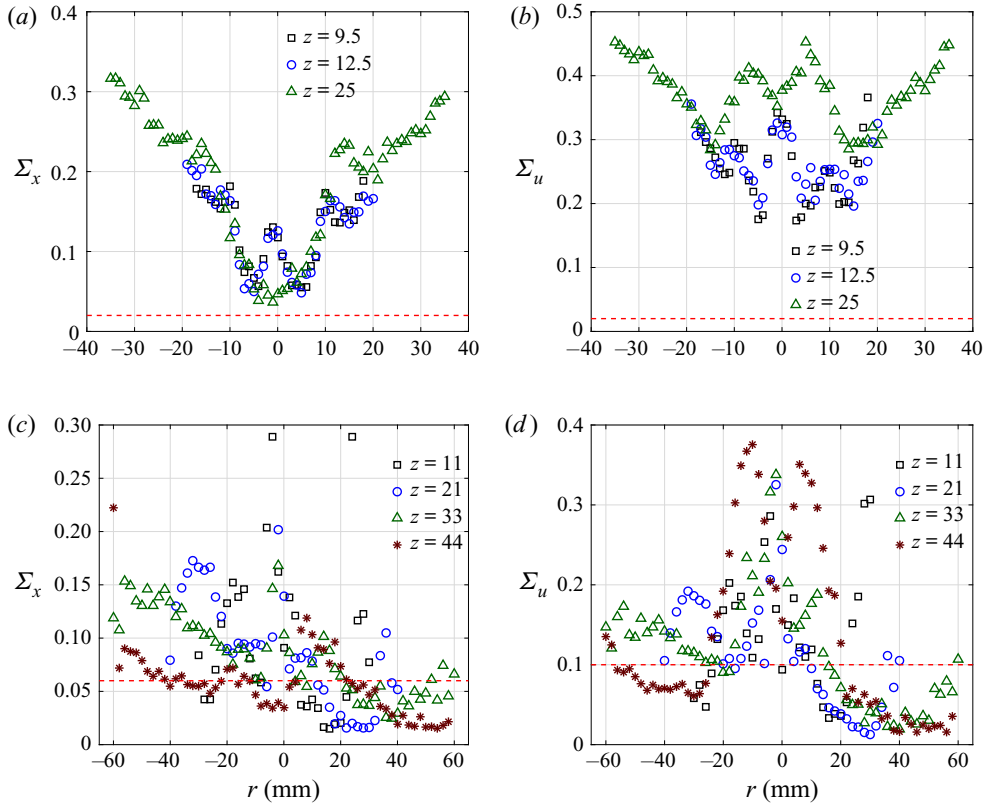 (a)
0.4
0.3
0.2
0.1
0
Σx
z = 9.5
z = 12.5
z = 25
−40 −30 −20 −10 0 10 20 30 40
(b)
0.5
0.4
0.3
0.2
0.1
0
Σu
z = 9.5
z = 12.5
z = 25
−40 −30 −20 −10 0 10 20 30 40
(c)
0.30
0.25
0.20
0.15
0.10
0.05
0
Σx
z = 11
z = 21
z = 33
z = 44
−60 −40 −20 0 20 40 60
r (mm)
(d)
0.4
0.3
0.2
0.1
0
Σu
z = 11
z = 21
z = 33
z = 44
−60 −40 −20 0 20 40 60
r (mm)